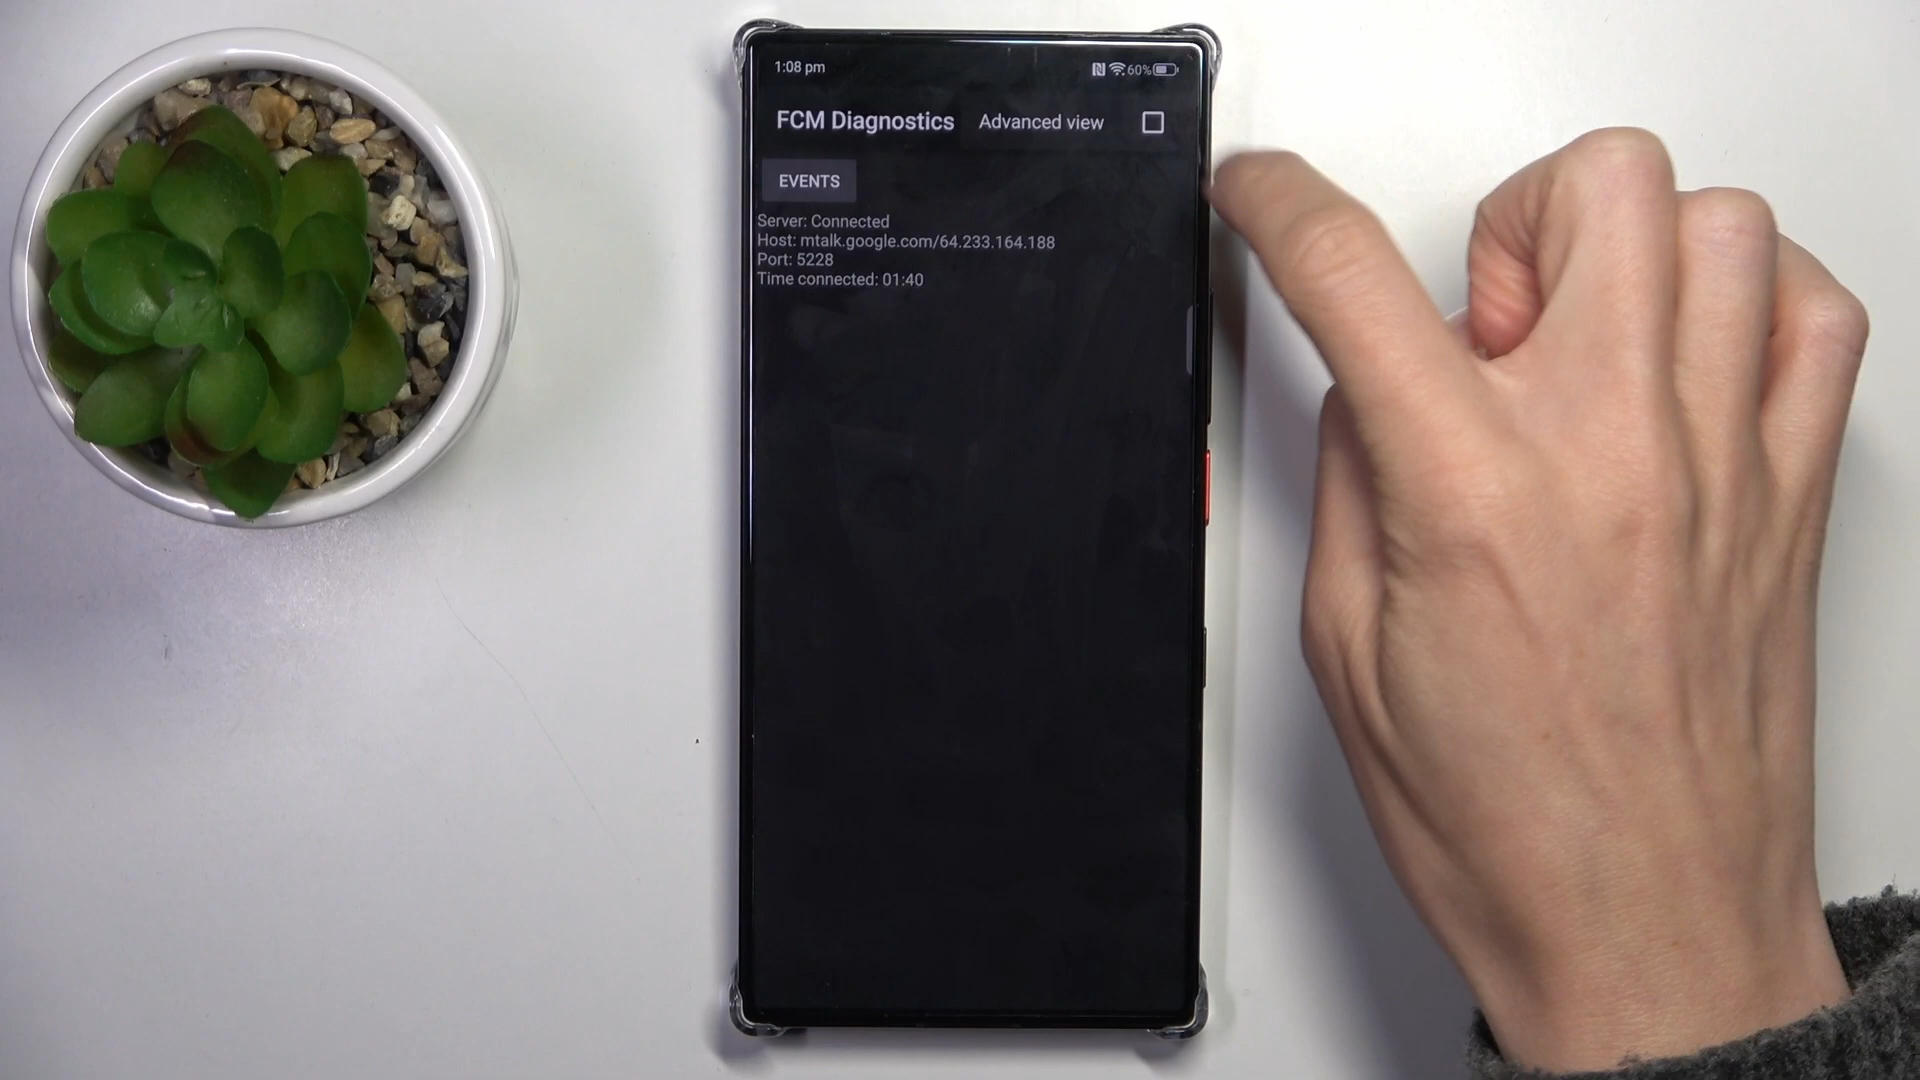 1:08 pm
60%
FCM Diagnostics
Advanced view
EVENTS
Server: Connected
Host: mtalk.google.com/64.233.164.188
Port: 5228
Time connected: 01:40